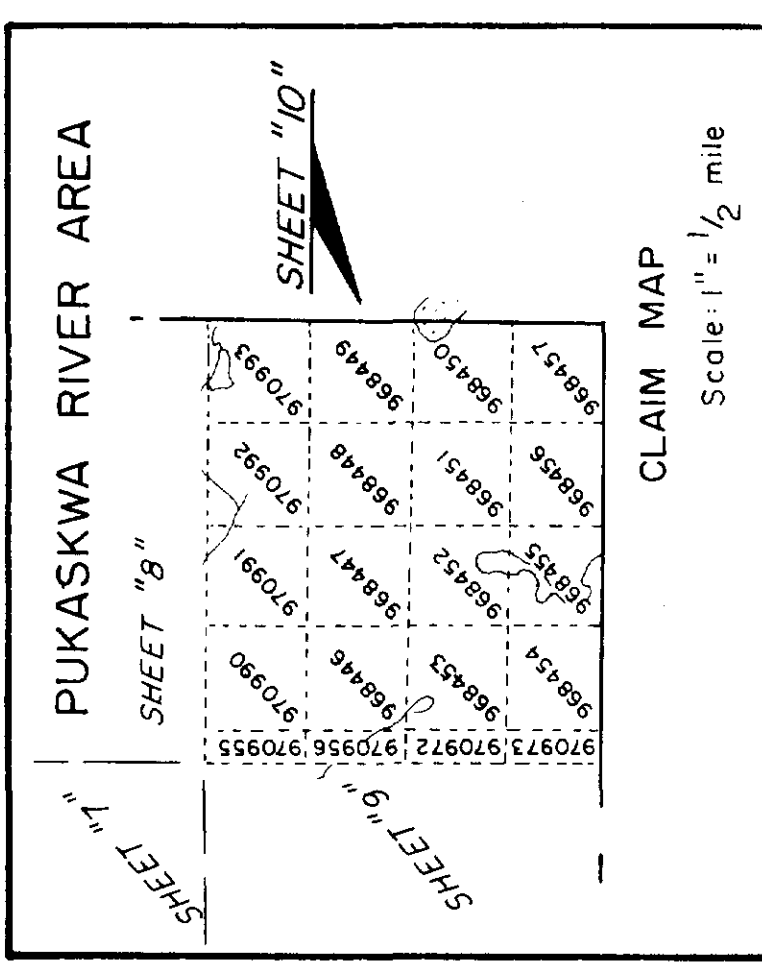 PUKASKWA RIVER AREA
SHEET "7"
SHEET "8"
SHEET "10"
SHEET "9"
970955
970990
970991
970992
970993
970956
968446
968447
968448
968449
970972
968453
968452
968451
968450
970973
968454
968455
968456
968457
CLAIM MAP
Scale: 1" = 1/2 mile